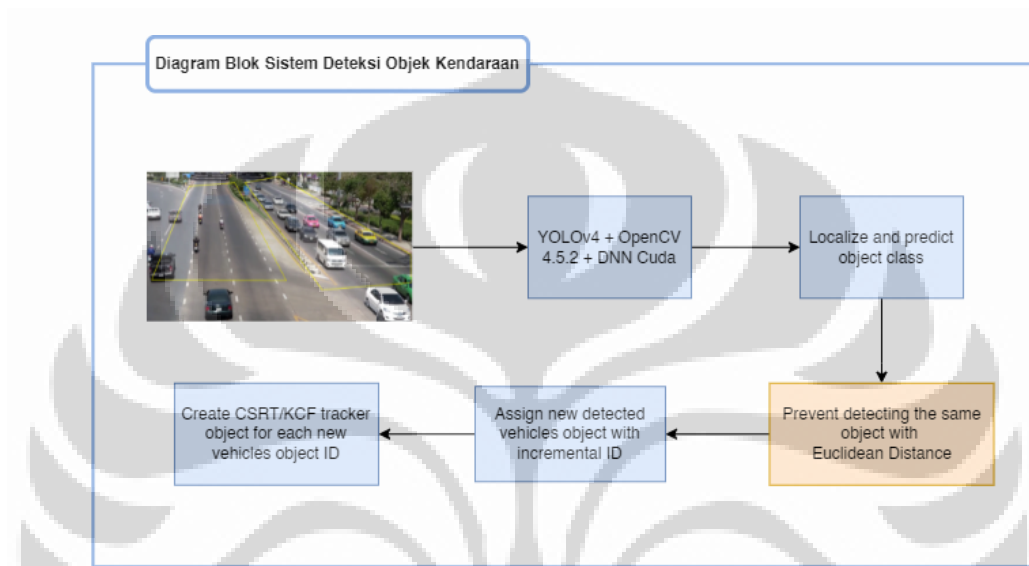 Diagram Blok Sistem Deteksi Objek Kendaraan
YOLOv4 + OpenCV
4.5.2 + DNN Cuda
Localize and predict
object class
Prevent detecting the same
object with
Euclidean Distance
Assign new detected
vehicles object with
incremental ID
Create CSRT/KCF tracker
object for each new
vehicles object ID